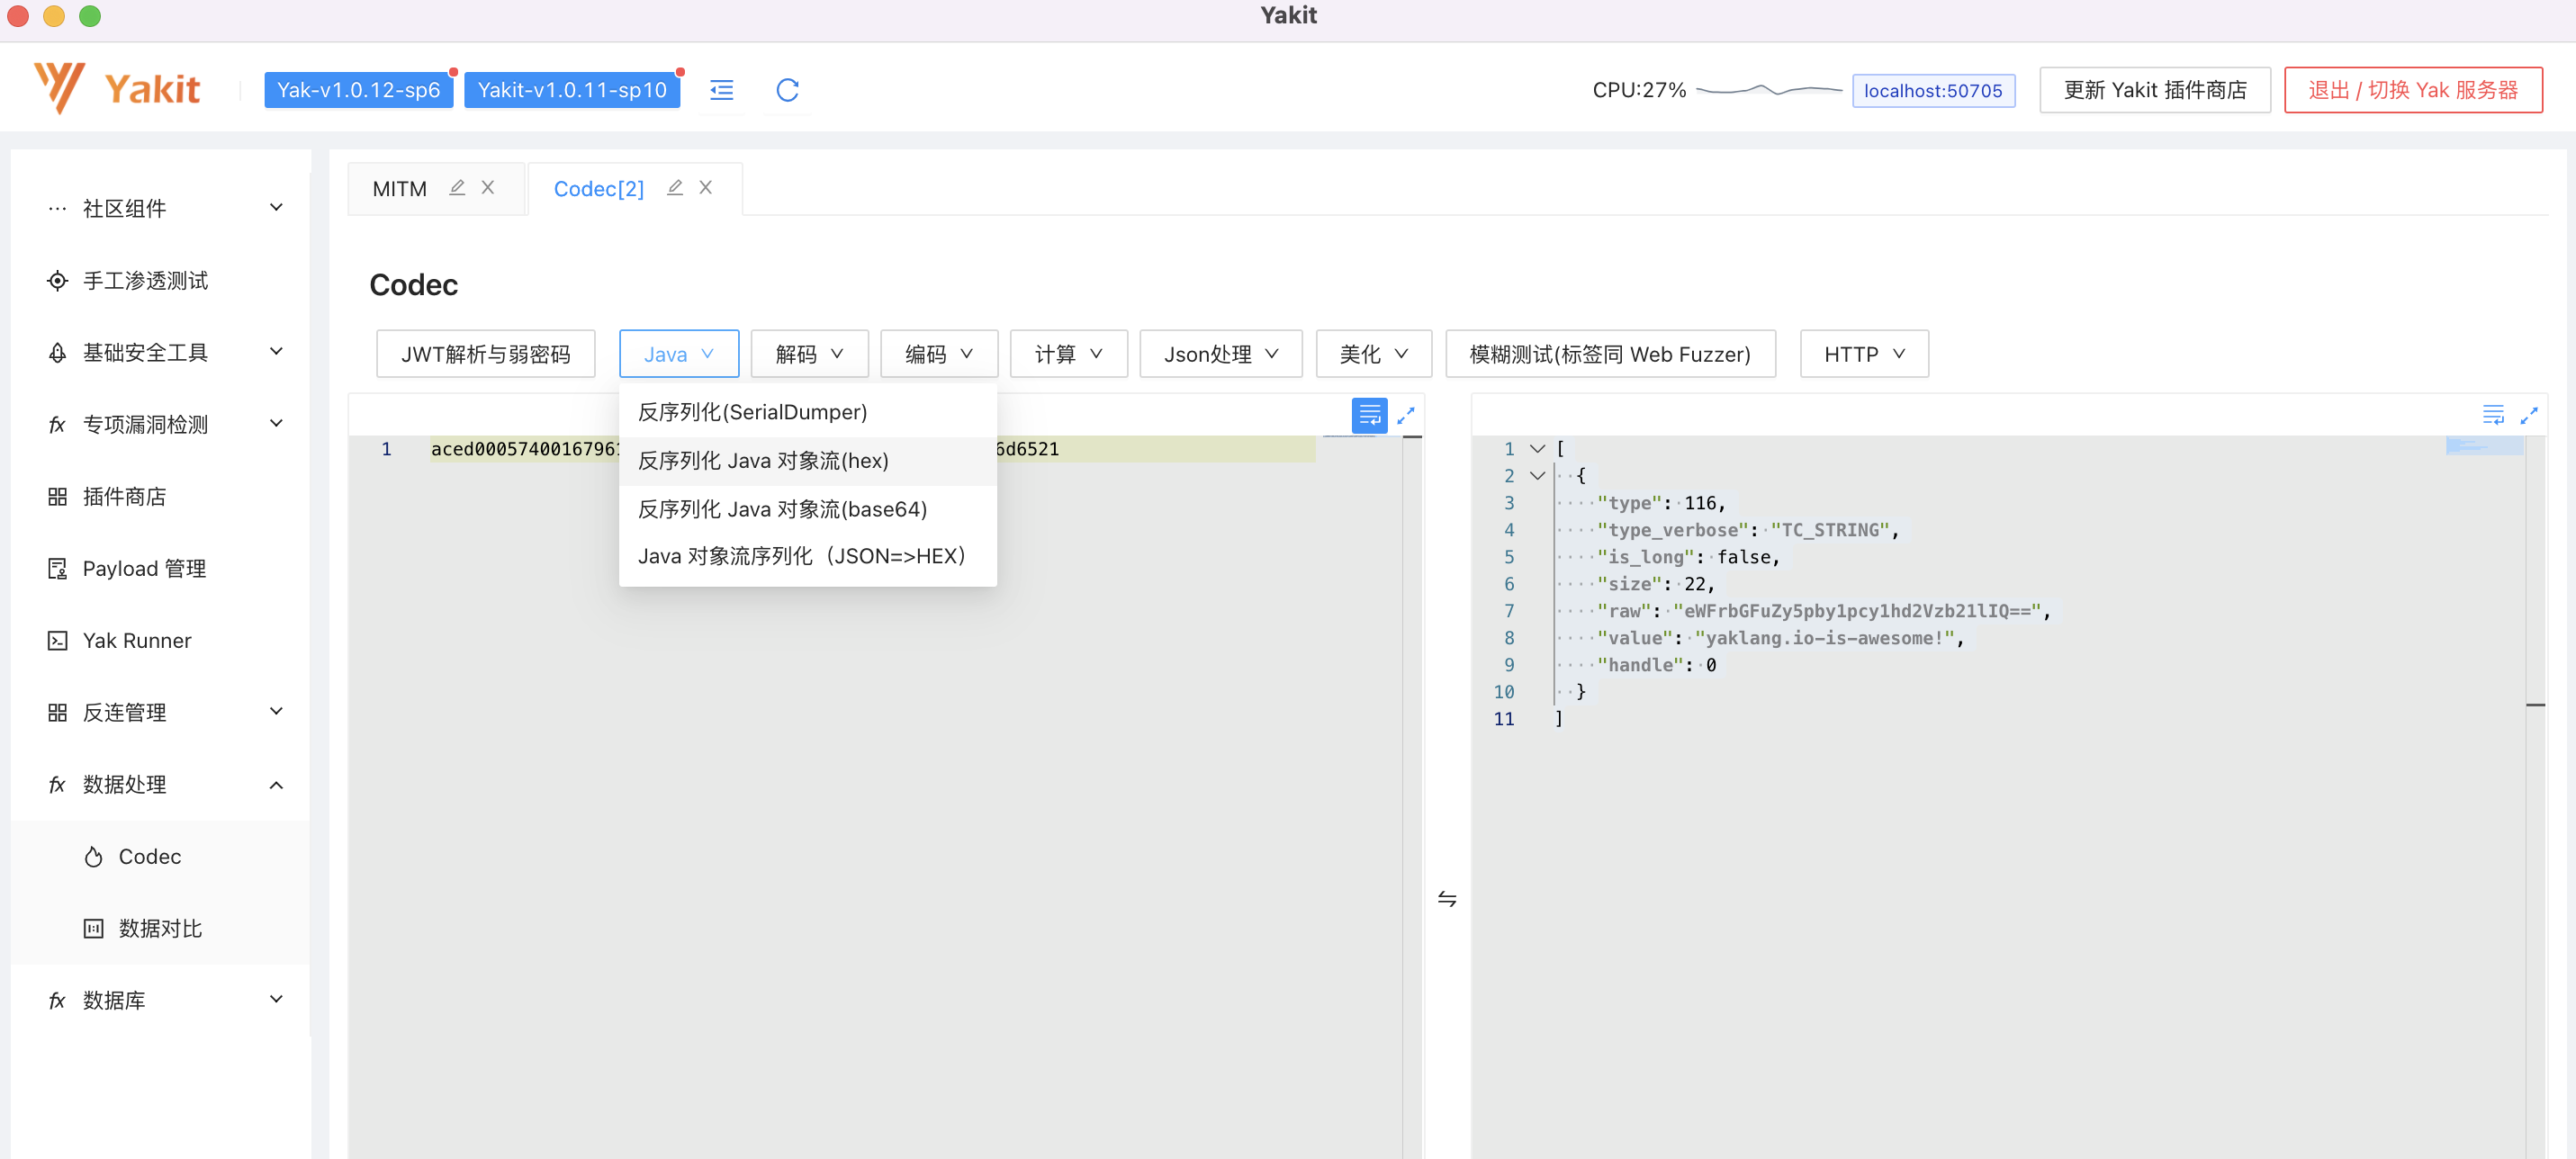 Yakit
Yakit
Yak-v1.0.12-sp6
Yakit-v1.0.11-sp10
CPU:27%
localhost:50705
更新 Yakit 插件商店
退出 / 切换 Yak 服务器
社区组件
手工渗透测试
基础安全工具
专项漏洞检测
插件商店
Payload 管理
Yak Runner
反连管理
数据处理
Codec
数据对比
数据库
MITM
Codec[2]
Codec
JWT解析与弱密码
Java
解码
编码
计算
Json处理
美化
模糊测试(标签同 Web Fuzzer)
HTTP
反序列化(SerialDumper)
反序列化 Java 对象流(hex)
反序列化 Java 对象流(base64)
Java 对象流序列化（JSON=>HEX）
1 aced00057400167961 6d6521
1 [
2 {
3 "type": 116,
4 "type_verbose": "TC_STRING",
5 "is_long": false,
6 "size": 22,
7 "raw": "eWFrbGFuZy5pby1pcy1hd2Vzb21lIQ==",
8 "value": "yaklang.io-is-awesome!",
9 "handle": 0
10 }
11 ]